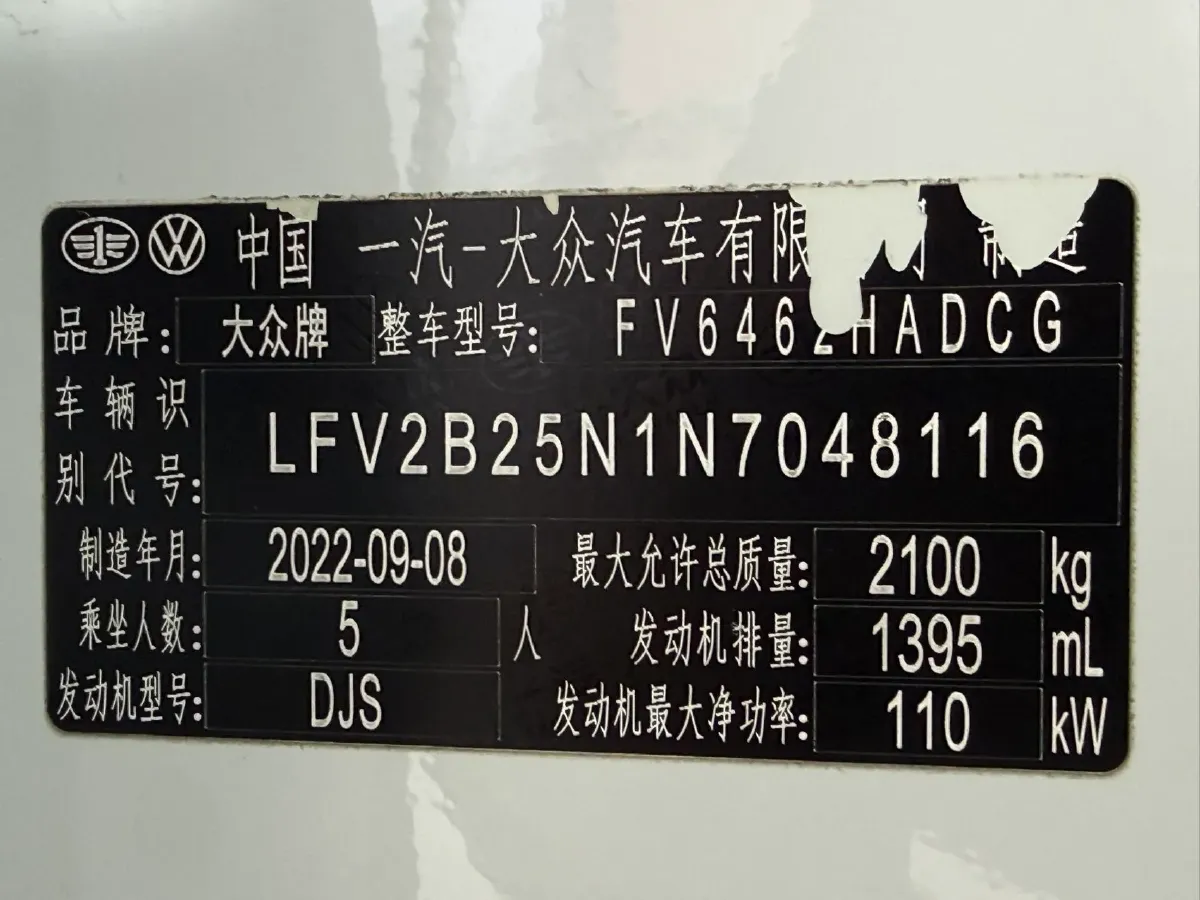 中国 一汽-大众汽车有限 制造
品牌: 大众牌 整车型号: FV6462HADCG
车辆识
LFV2B25N1N7048116
别代号:
制造年月: 2022-09-08 最大允许总质量: 2100 kg
乘坐人数: 5 人 发动机排量: 1395 mL
发动机型号: DJS 发动机最大净功率: 110 kW